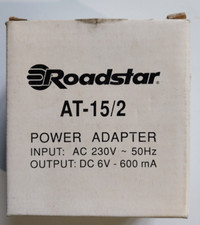 Roadstar
AT-15/2
POWER ADAPTER
INPUT: AC 230V ~ 50Hz
OUTPUT: DC 6V - 600 mA